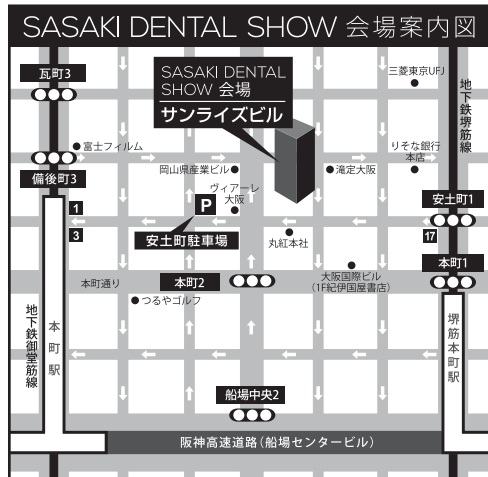 SASAKI DENTAL SHOW 会場案内図
瓦町3
SASAKI DENTAL
SHOW 会場
サンライズビル
三菱東京UFJ
地下鉄堺筋線
富士フィルム
備後町3
岡山県産業ビル
滝定大阪
りそな銀行
本店
ヴィアーレ
大阪
P
安土町1
1
3
安土町駐車場
丸紅本社
17
本町1
本町通り
本町2
大阪国際ビル
(1F紀伊国屋書店)
つるやゴルフ
地下鉄御堂筋線
本町駅
堺筋本町駅
船場中央2
阪神高速道路(船場センタービル)